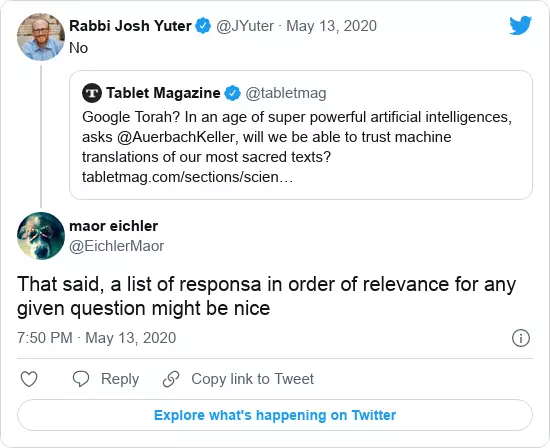 Rabbi Josh Yuter @JYuter · May 13, 2020
No
Tablet Magazine @tabletmag
Google Torah? In an age of super powerful artificial intelligences,
asks @AuerbachKeller, will we be able to trust machine
translations of our most sacred texts?
tabletmag.com/sections/scien…
maor eichler
@EichlerMaor
That said, a list of responsa in order of relevance for any
given question might be nice
7:50 PM · May 13, 2020
Reply Copy link to Tweet
Explore what's happening on Twitter